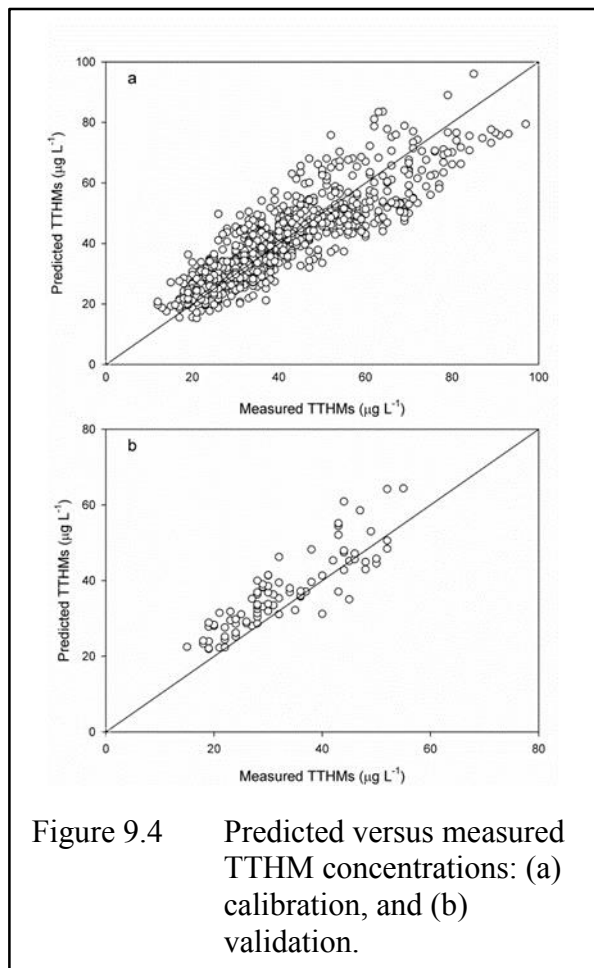 a
100
80
60
40
20
0
Predicted TTHMs (µg L⁻¹)
0 20 40 60 80 100
Measured TTHMs (µg L⁻¹)
b
80
60
40
20
0
Predicted TTHMs (µg L⁻¹)
0 20 40 60 80
Measured TTHMs (µg L⁻¹)
Figure 9.4 Predicted versus measured
TTHM concentrations: (a)
calibration, and (b)
validation.